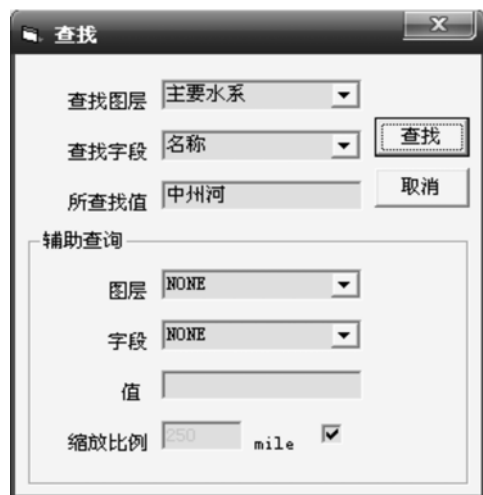 查找
查找图层 主要水系
查找字段 名称 查找
所查找值 中州河 取消
辅助查询
图层 NONE
字段 NONE
值
缩放比例 250 mile